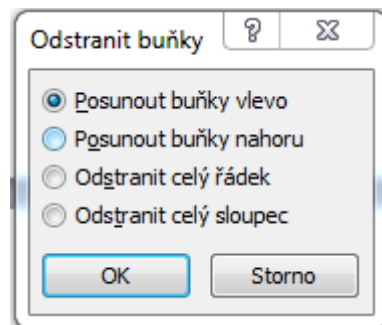 Odstranit buňky
Posunout buňky vlevo
Posunout buňky nahoru
Odstranit celý řádek
Odstranit celý sloupec
OK Storno